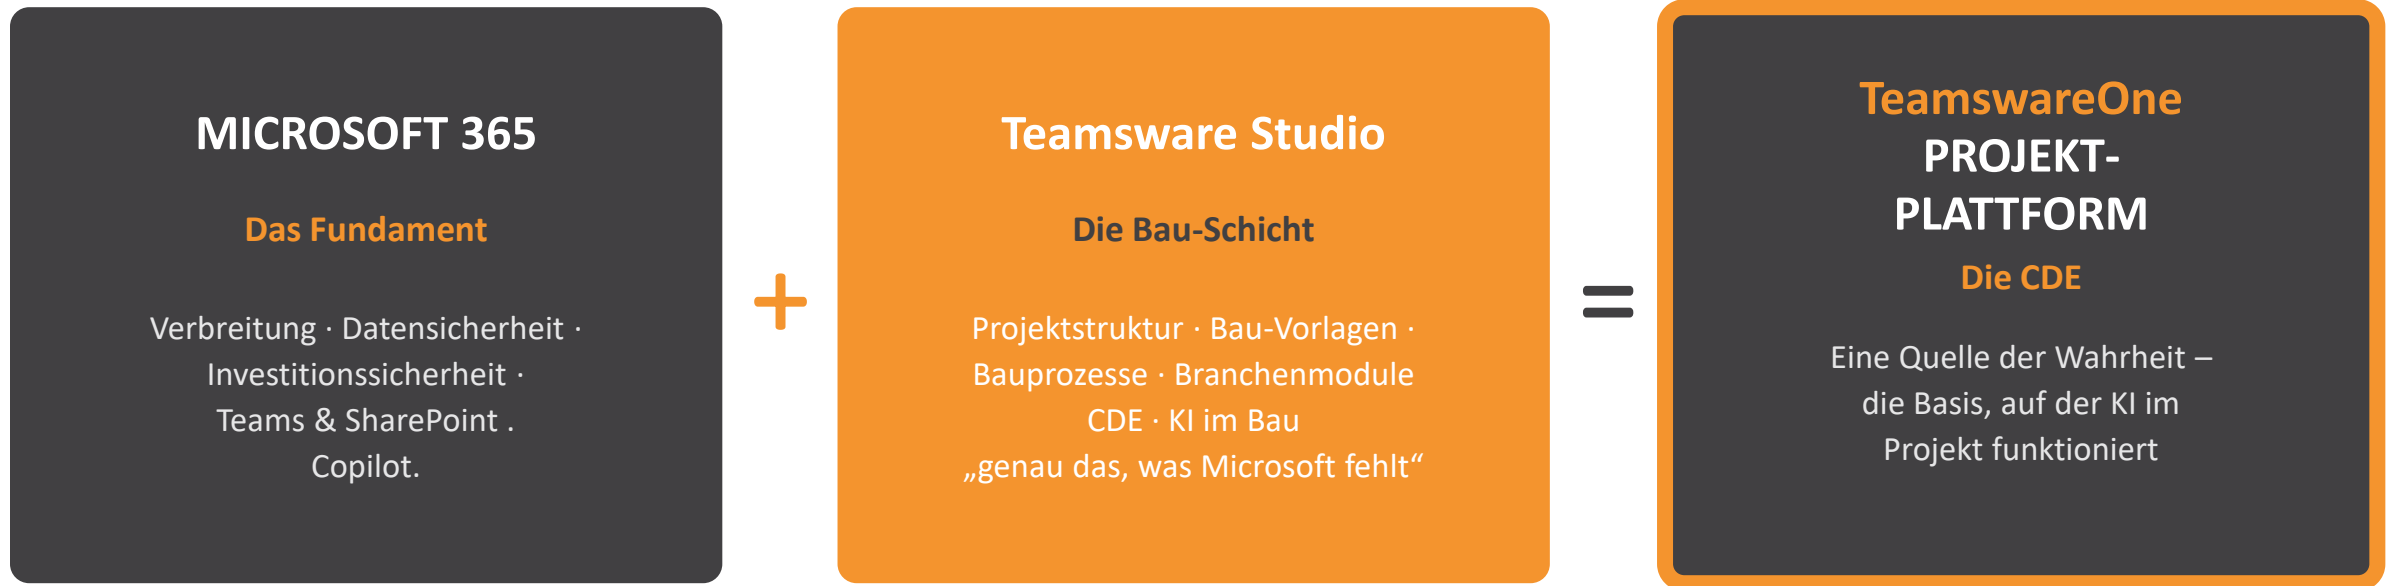 MICROSOFT 365
Das Fundament
Verbreitung · Datensicherheit ·
Investitionssicherheit ·
Teams & SharePoint .
Copilot.
+
Teamsware Studio
Die Bau-Schicht
Projektstruktur · Bau-Vorlagen ·
Bauprozesse · Branchenmodule
CDE · KI im Bau
„genau das, was Microsoft fehlt“
=
TeamswareOne
PROJEKT-
PLATTFORM
Die CDE
Eine Quelle der Wahrheit –
die Basis, auf der KI im
Projekt funktioniert